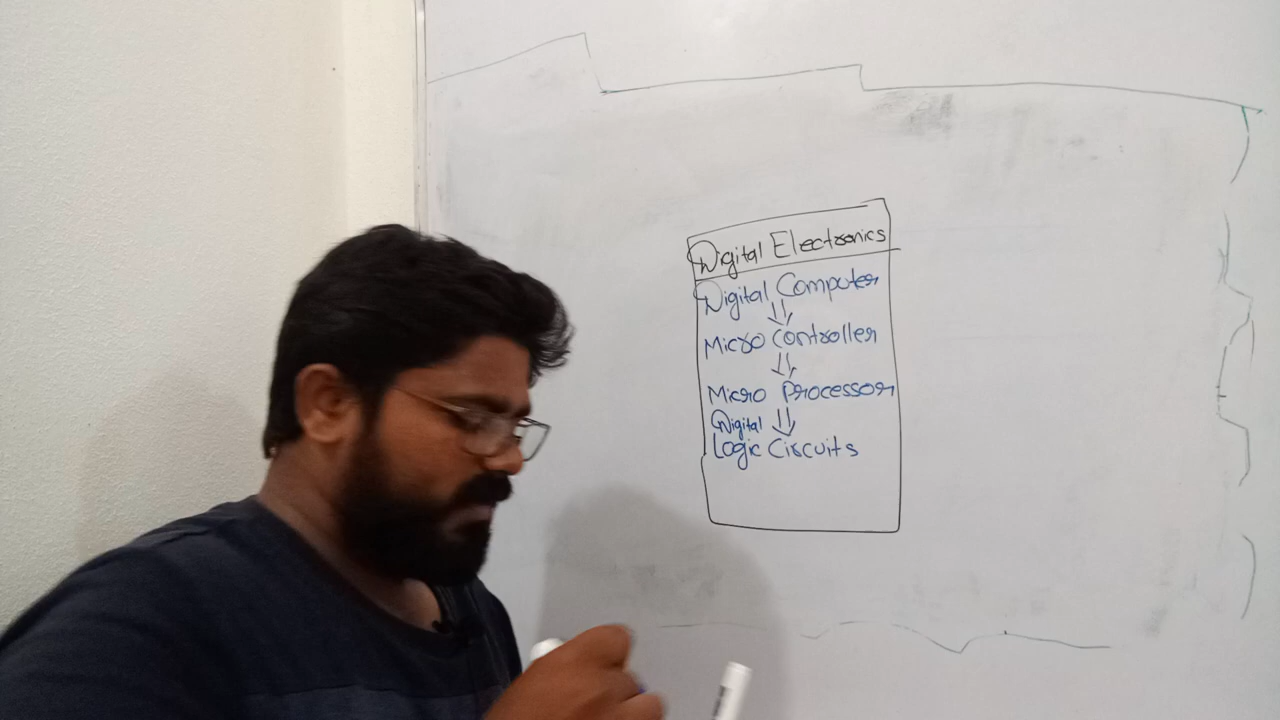 Digital Electronics
Digital Computer
Micro Controller
Micro Processor
Digital
Logic Circuits